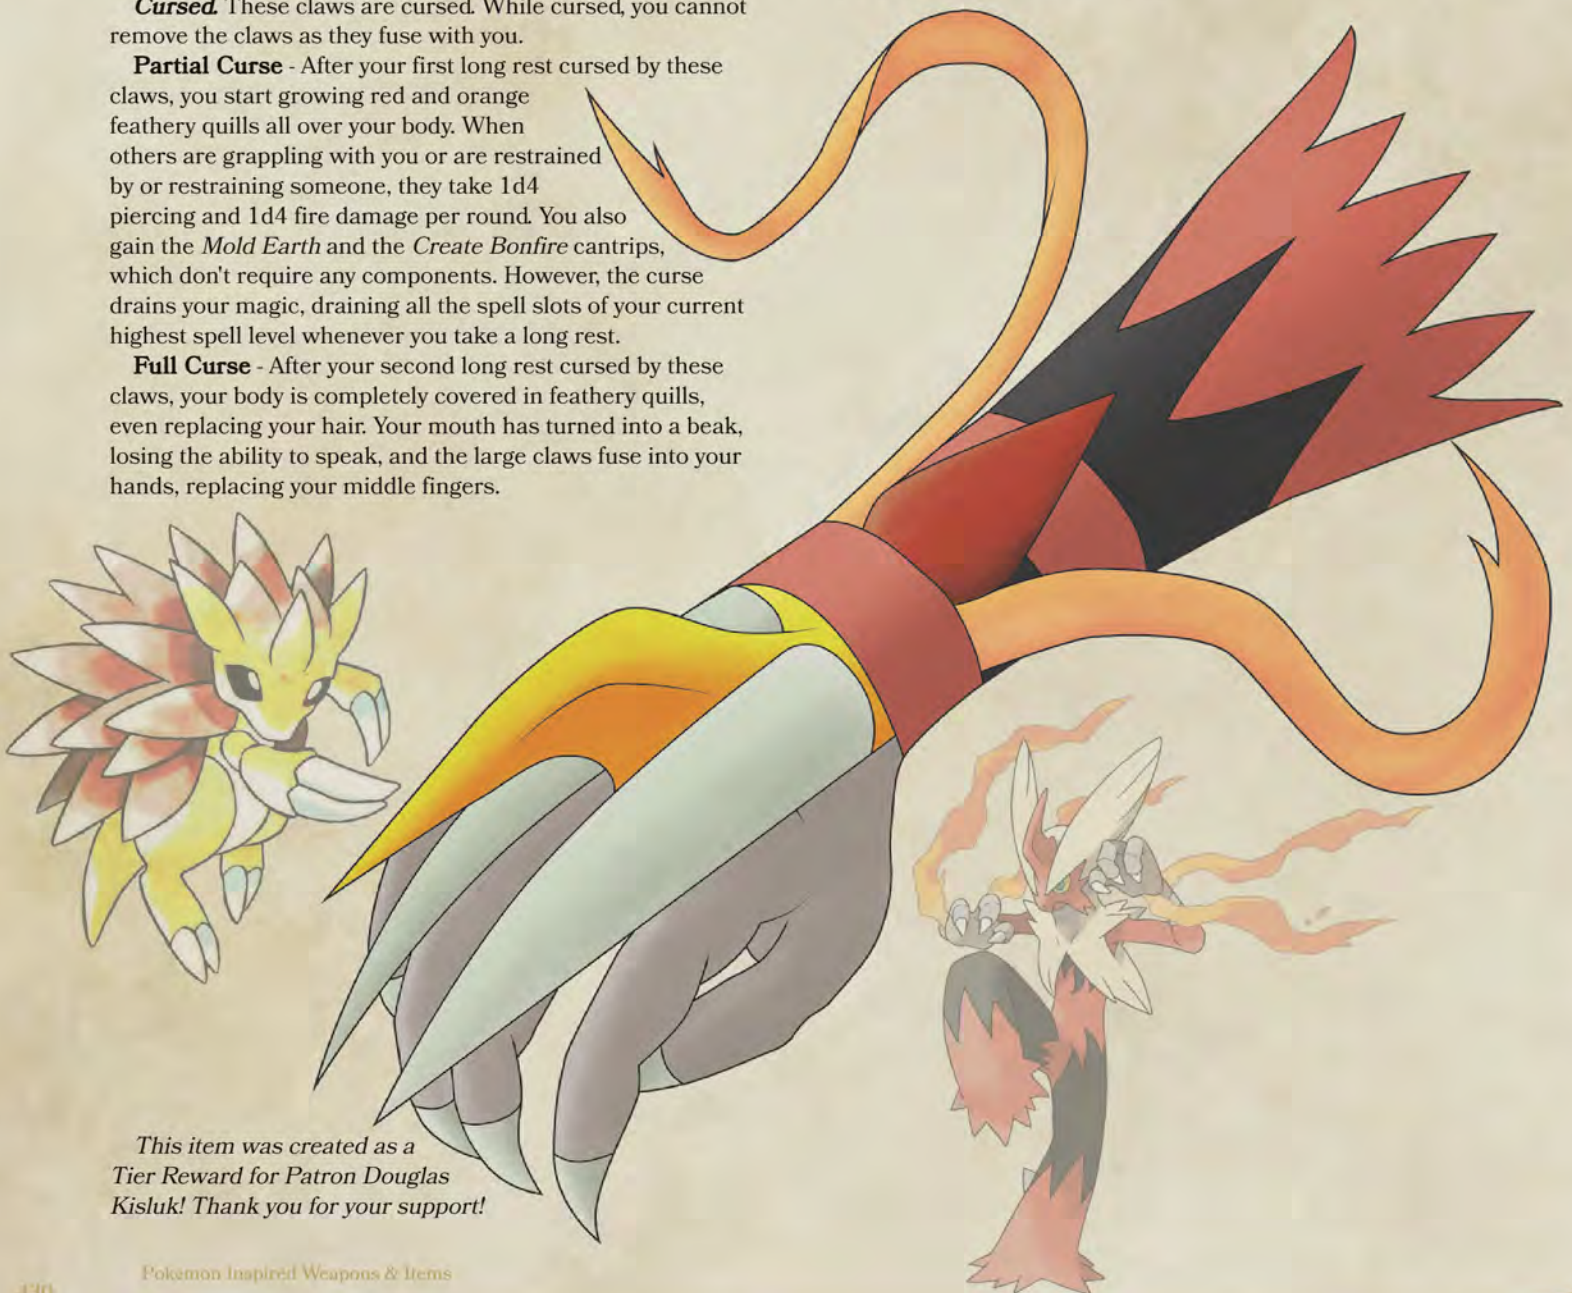 Cursed. These claws are cursed. While cursed, you cannot
remove the claws as they fuse with you.
Partial Curse - After your first long rest cursed by these
claws, you start growing red and orange
feathery quills all over your body. When
others are grappling with you or are restrained
by or restraining someone, they take 1d4
piercing and 1d4 fire damage per round. You also
gain the Mold Earth and the Create Bonfire cantrips,
which don't require any components. However, the curse
drains your magic, draining all the spell slots of your current
highest spell level whenever you take a long rest.
Full Curse - After your second long rest cursed by these
claws, your body is completely covered in feathery quills,
even replacing your hair. Your mouth has turned into a beak,
losing the ability to speak, and the large claws fuse into your
hands, replacing your middle fingers.
This item was created as a
Tier Reward for Patron Douglas
Kisluk! Thank you for your support!
Pokemon Inspired Weapons & Items